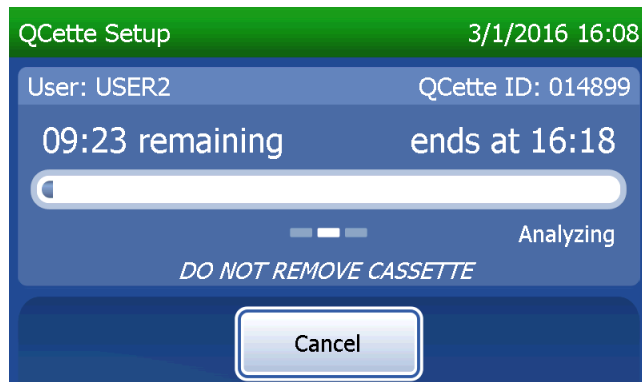 QCette Setup 3/1/2016 16:08
User: USER2 QCette ID: 014899
09:23 remaining ends at 16:18
Analyzing
DO NOT REMOVE CASSETTE
Cancel